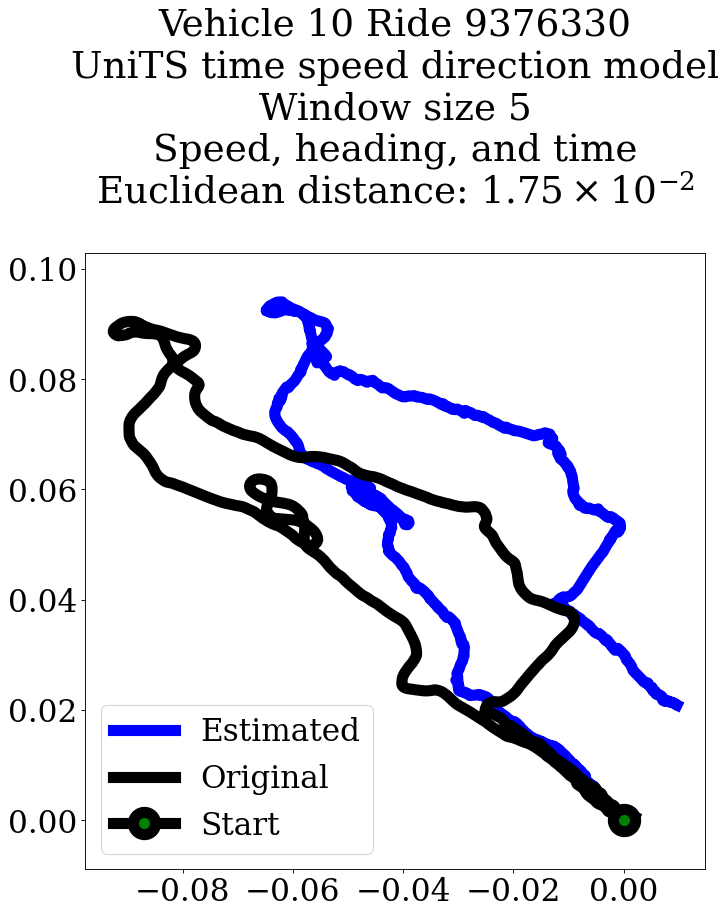 Vehicle 10 Ride 9376330
UniTS time speed direction model
Window size 5
Speed, heading, and time
Euclidean distance: 1.75 × 10⁻²
0.10
0.08
0.06
0.04
0.02
0.00
Estimated
Original
Start
−0.08 −0.06 −0.04 −0.02 0.00